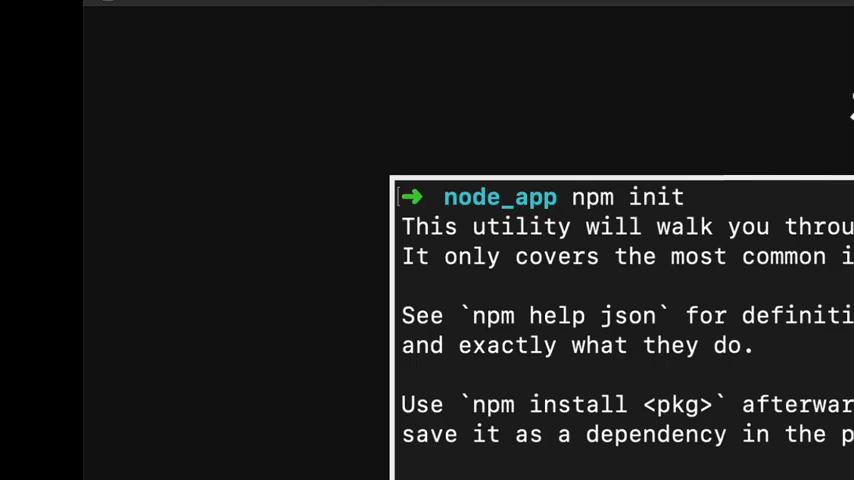 ➜ node_app npm init
This utility will walk you throu
It only covers the most common i
See `npm help json` for definiti
and exactly what they do.
Use `npm install <pkg>` afterwar
save it as a dependency in the p